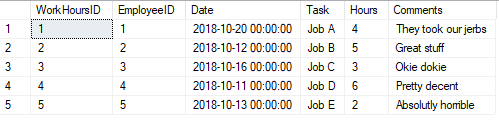 WorkHoursID EmployeeID Date Task Hours Comments
1 1 1 2018-10-20 00:00:00 Job A 4 They took our jerbs
2 2 2 2018-10-12 00:00:00 Job B 5 Great stuff
3 3 3 2018-10-16 00:00:00 Job C 3 Okie dokie
4 4 4 2018-10-11 00:00:00 Job D 6 Pretty decent
5 5 5 2018-10-13 00:00:00 Job E 2 Absolutly horrible